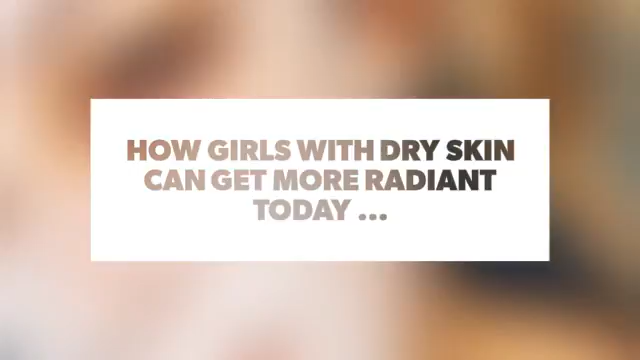 HOW GIRLS WITH DRY SKIN
CAN GET MORE RADIANT
TODAY ...